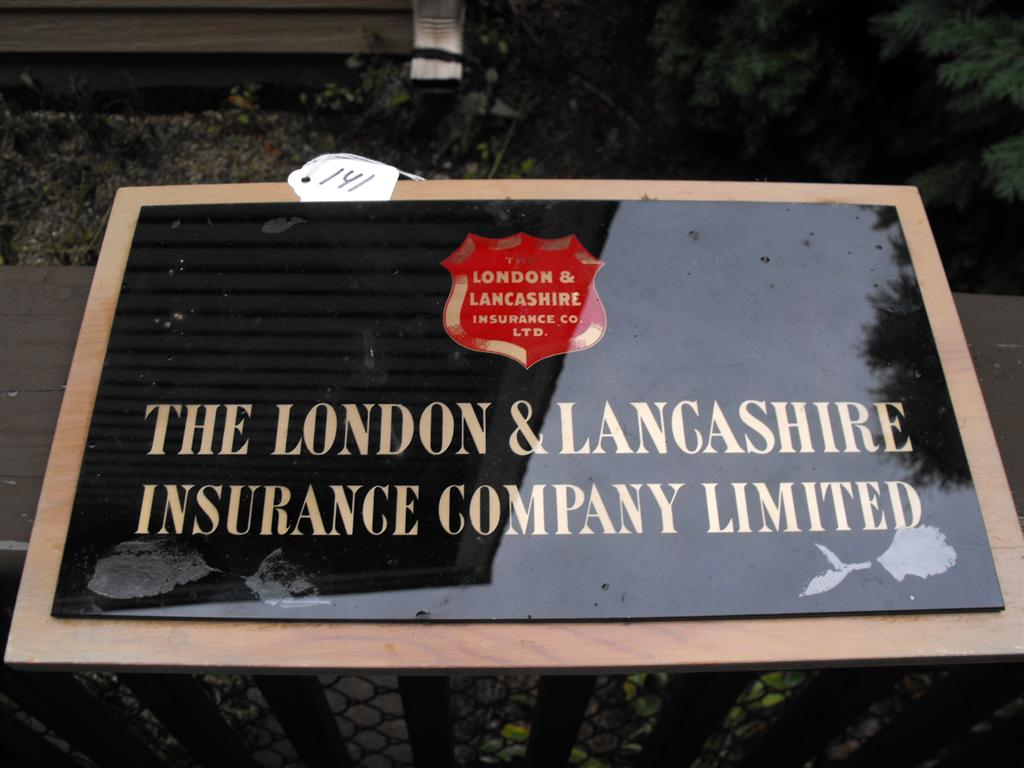 141
THE
LONDON &
LANCASHIRE
INSURANCE CO.
LTD.
THE LONDON & LANCASHIRE
INSURANCE COMPANY LIMITED